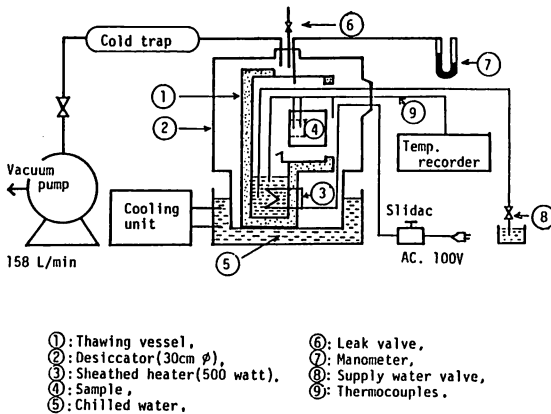 Cold trap
⑥
⑦
①
②
④
⑨
Vacuum
pump
158 L/min
Cooling
unit
③
Temp.
recorder
Slidac
AC. 100V
⑧
⑤
①: Thawing vessel,
②: Desiccator(30cm ø),
③: Sheathed heater(500 watt),
④: Sample,
⑤: Chilled water,
⑥: Leak valve,
⑦: Manometer,
⑧: Supply water valve,
⑨: Thermocouples.